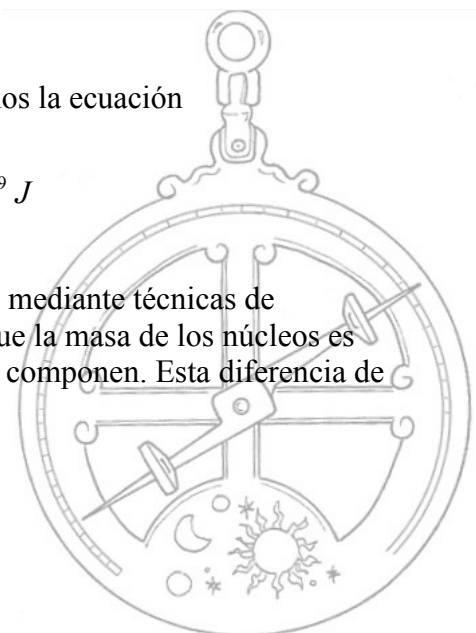 os la ecuación
⁹ J
mediante técnicas de
ue la masa de los núcleos es
componen. Esta diferencia de